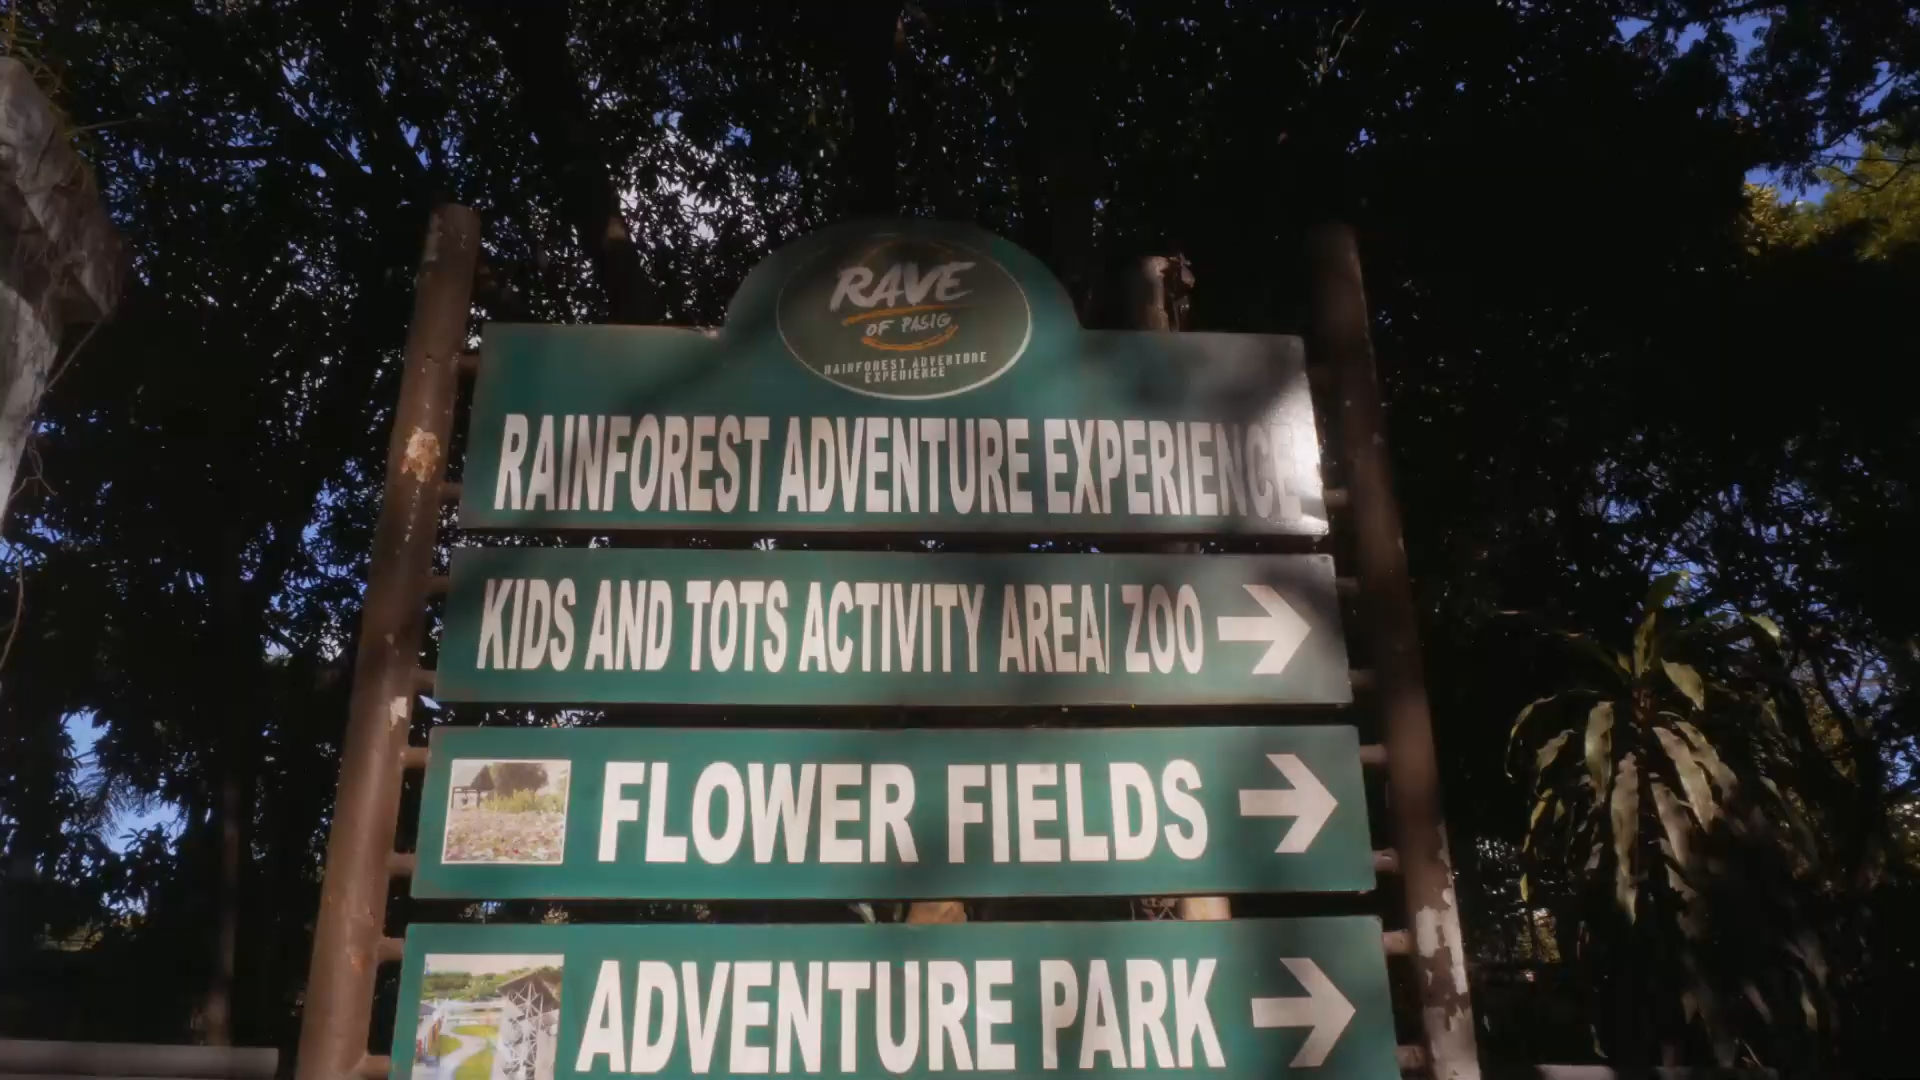 RAVE
OF PASIG
RAINFOREST ADVENTURE
EXPERIENCE
RAINFOREST ADVENTURE EXPERIENCE
KIDS AND TOTS ACTIVITY AREA| ZOO
FLOWER FIELDS
ADVENTURE PARK